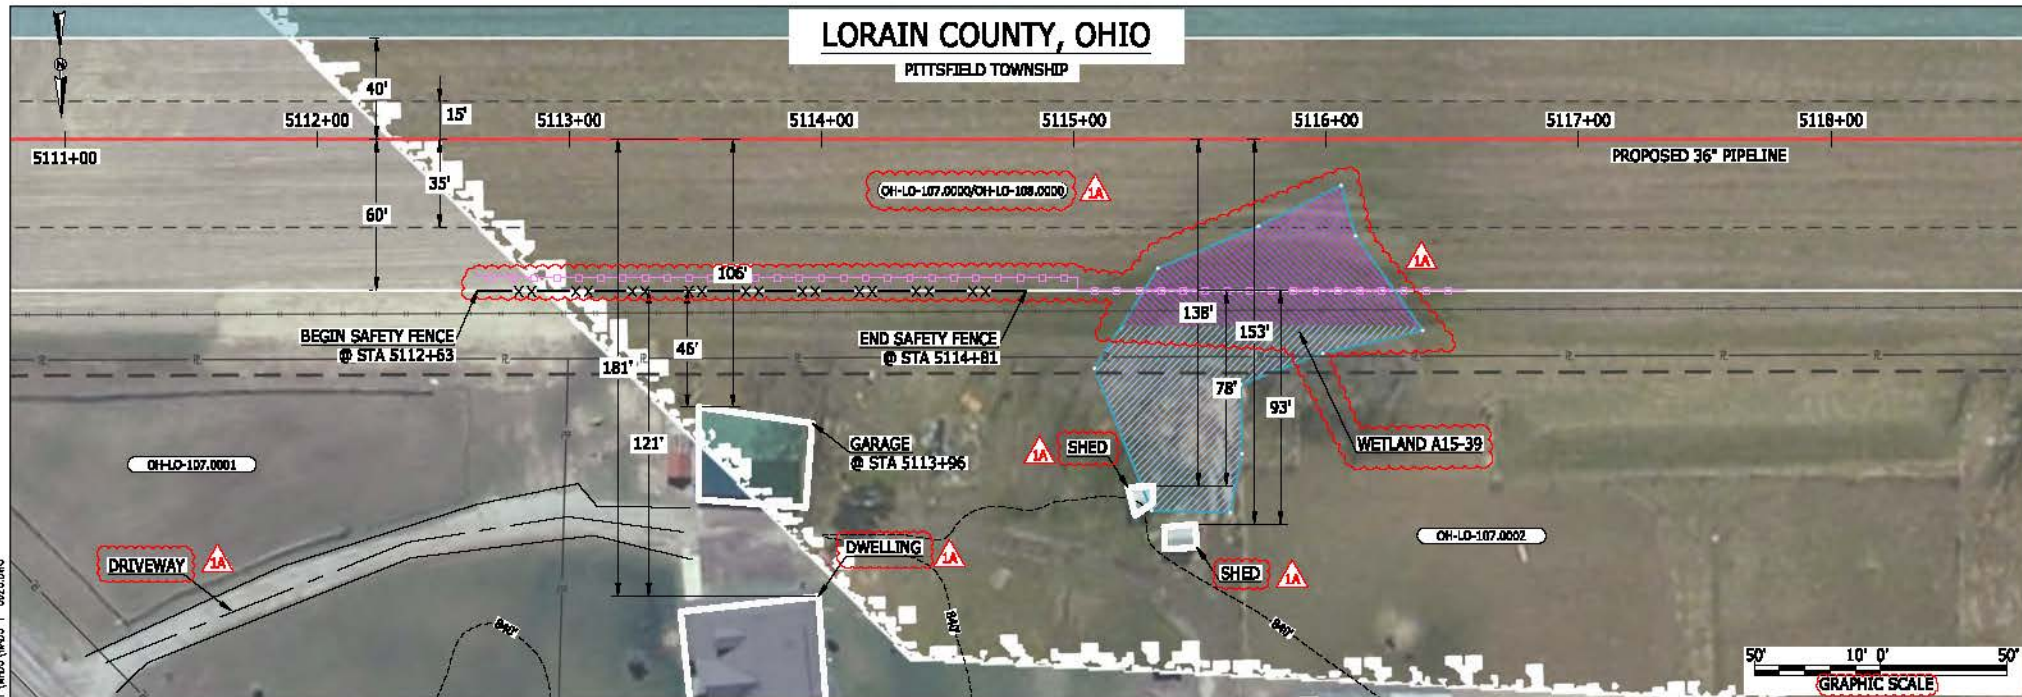 LORAIN COUNTY, OHIO
PITTSFIELD TOWNSHIP
N
40'
15'
5111+00
5112+00
5113+00
5114+00
5115+00
5116+00
5117+00
5118+00
PROPOSED 36" PIPELINE
35'
60'
OH-LO-107.0000/OH-LO-108.0000
1A
1A
106'
BEGIN SAFETY FENCE
@ STA 5112+63
END SAFETY FENCE
@ STA 5114+81
46'
181'
121'
138'
153'
78'
93'
GARAGE
@ STA 5113+96
1A
SHED
WETLAND A15-39
OH-LO-107.0001
OH-LO-107.0002
DRIVEWAY
1A
DWELLING
1A
SHED
1A
840'
840'
840'
50'
10'
0'
50'
GRAPHIC SCALE